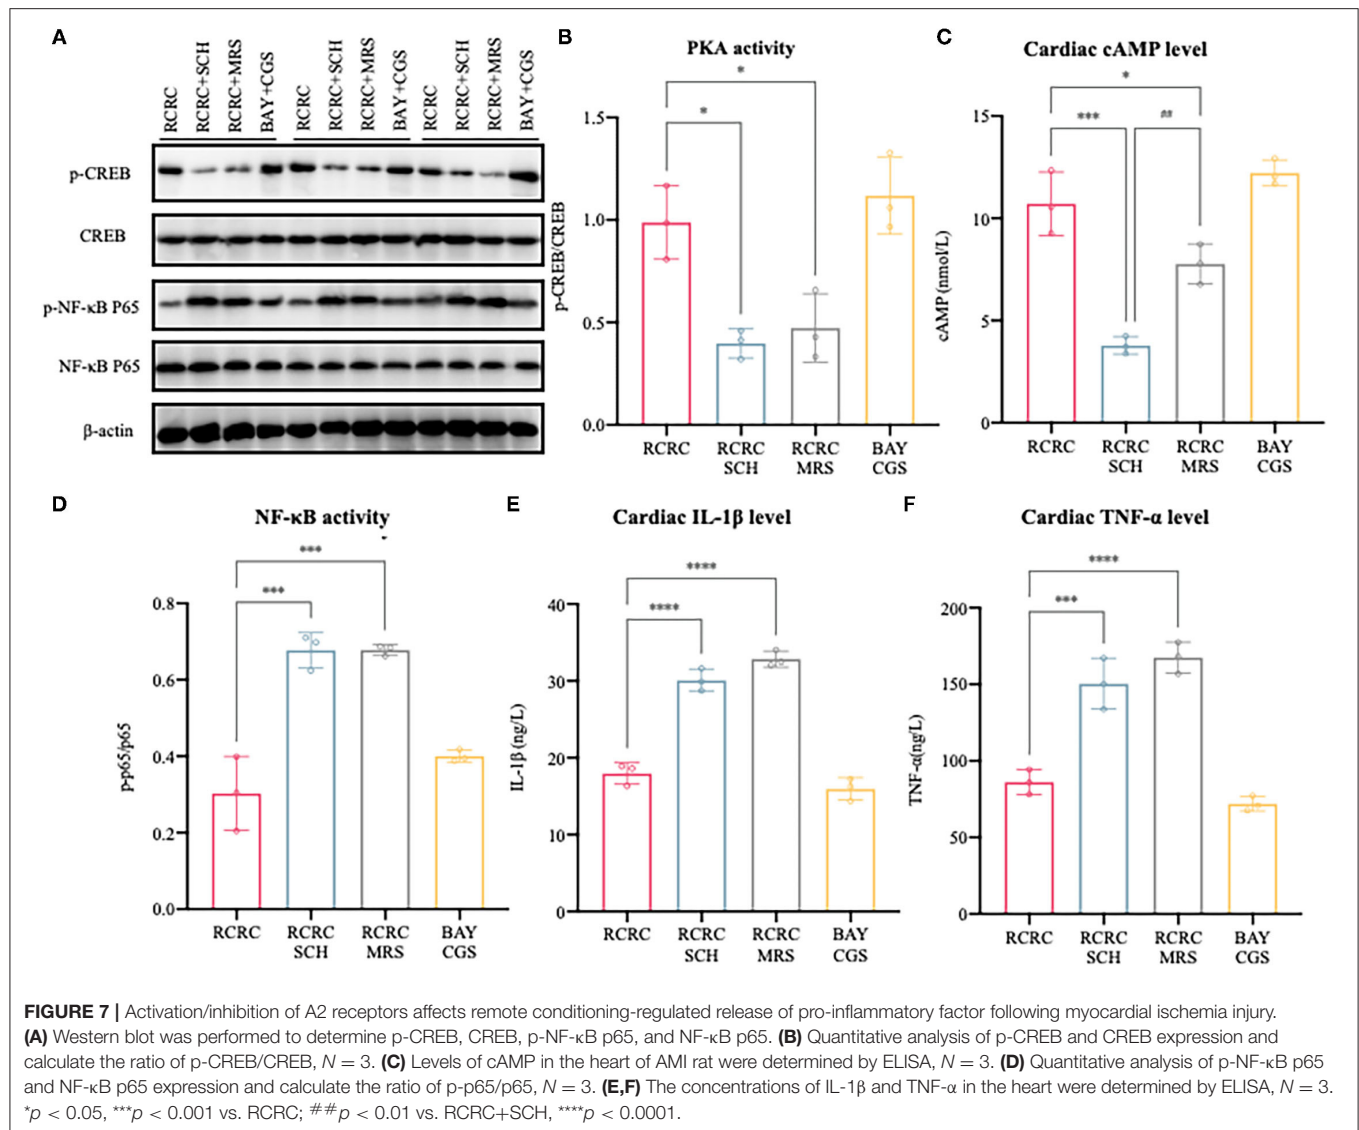 A
RCRC
RCRC+SCH
RCRC+MRS
BAY+CGS
RCRC
RCRC+SCH
RCRC+MRS
BAY+CGS
RCRC
RCRC+SCH
RCRC+MRS
BAY+CGS
p-CREB
CREB
p-NF-κB P65
NF-κB P65
β-actin
B
PKA activity
*
*
p-CREB/CREB
1.5
1.0
0.5
0.0
RCRC
RCRC
SCH
RCRC
MRS
BAY
CGS
C
Cardiac cAMP level
*
***
##
cAMP (nmol/L)
15
10
5
0
RCRC
RCRC
SCH
RCRC
MRS
BAY
CGS
D
NF-κB activity
***
***
p-p65/p65
0.8
0.6
0.4
0.2
0.0
RCRC
RCRC
SCH
RCRC
MRS
BAY
CGS
E
Cardiac IL-1β level
****
****
IL-1β (ng/L)
40
30
20
10
0
RCRC
RCRC
SCH
RCRC
MRS
BAY
CGS
F
Cardiac TNF-α level
****
***
TNF-α(ng/L)
200
150
100
50
0
RCRC
RCRC
SCH
RCRC
MRS
BAY
CGS
FIGURE 7 | Activation/inhibition of A2 receptors affects remote conditioning-regulated release of pro-inflammatory factor following myocardial ischemia injury.
(A) Western blot was performed to determine p-CREB, CREB, p-NF-κB p65, and NF-κB p65. (B) Quantitative analysis of p-CREB and CREB expression and
calculate the ratio of p-CREB/CREB, N = 3. (C) Levels of cAMP in the heart of AMI rat were determined by ELISA, N = 3. (D) Quantitative analysis of p-NF-κB p65
and NF-κB p65 expression and calculate the ratio of p-p65/p65, N = 3. (E,F) The concentrations of IL-1β and TNF-α in the heart were determined by ELISA, N = 3.
*p < 0.05, ***p < 0.001 vs. RCRC; ##p < 0.01 vs. RCRC+SCH, ****p < 0.0001.